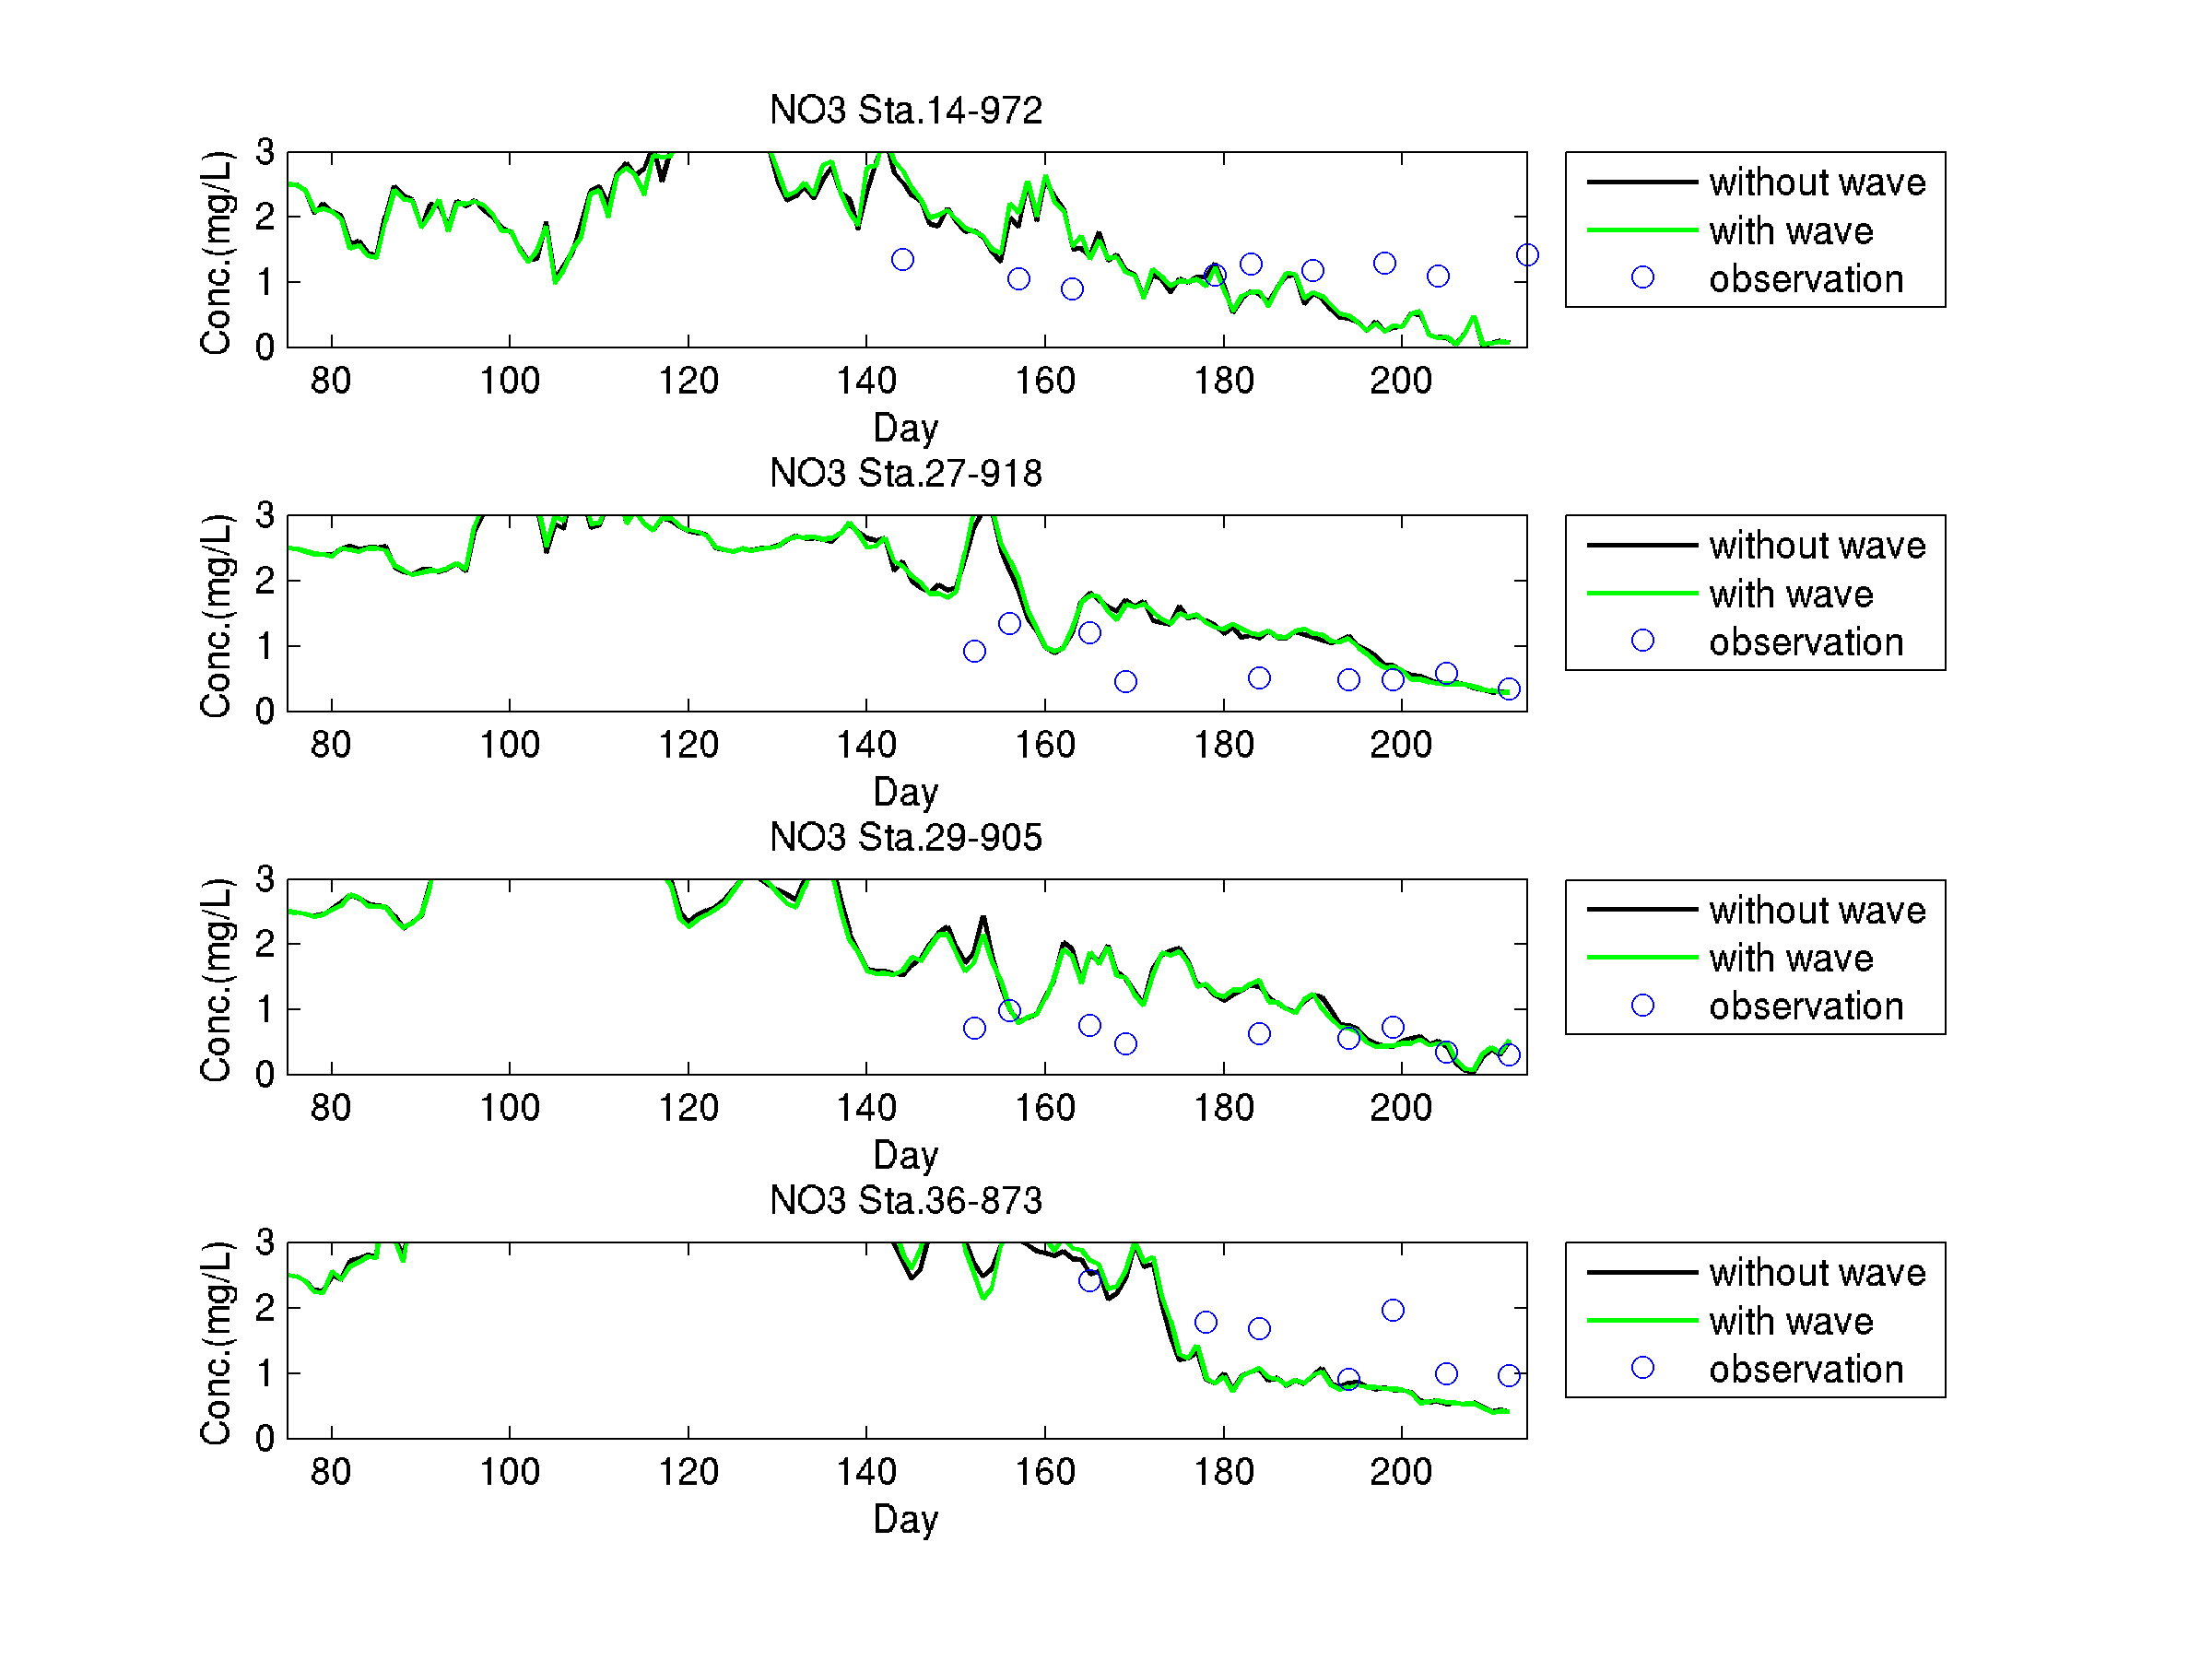 NO3 Sta.14-972
Conc.(mg/L)
3
2
1
0
80 100 120 140 160 180 200
Day
without wave
with wave
observation
NO3 Sta.27-918
Conc.(mg/L)
3
2
1
0
80 100 120 140 160 180 200
Day
without wave
with wave
observation
NO3 Sta.29-905
Conc.(mg/L)
3
2
1
0
80 100 120 140 160 180 200
Day
without wave
with wave
observation
NO3 Sta.36-873
Conc.(mg/L)
3
2
1
0
80 100 120 140 160 180 200
Day
without wave
with wave
observation